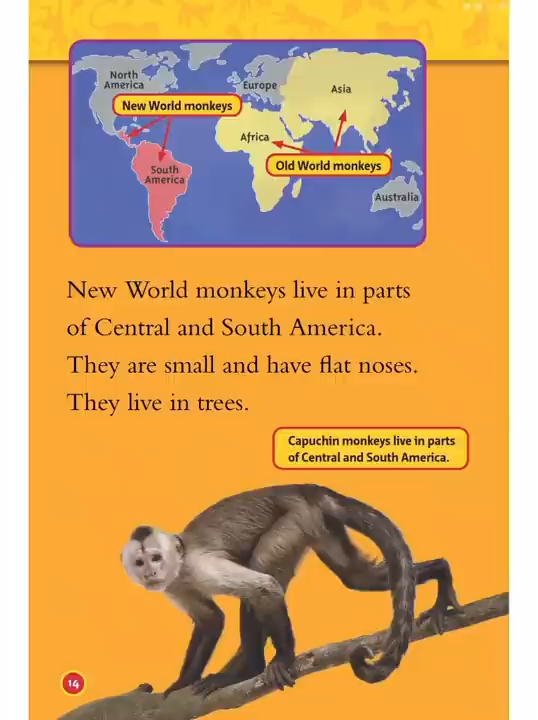 North
America
Europe
Asia
New World monkeys
Africa
Old World monkeys
South
America
Australia
New World monkeys live in parts
of Central and South America.
They are small and have flat noses.
They live in trees.
Capuchin monkeys live in parts
of Central and South America.
14